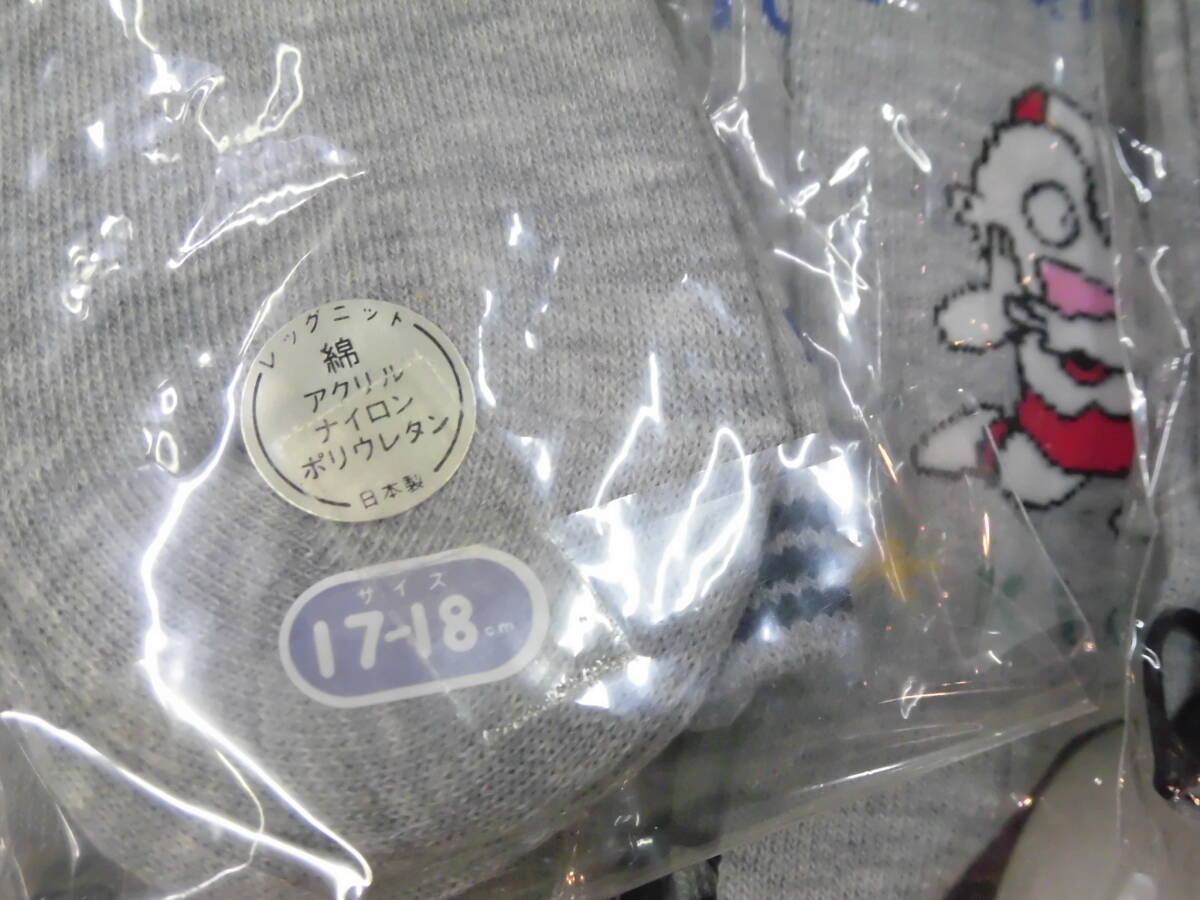 レッグニット
綿
アクリル
ナイロン
ポリウレタン
日本製
サイズ
17-18cm